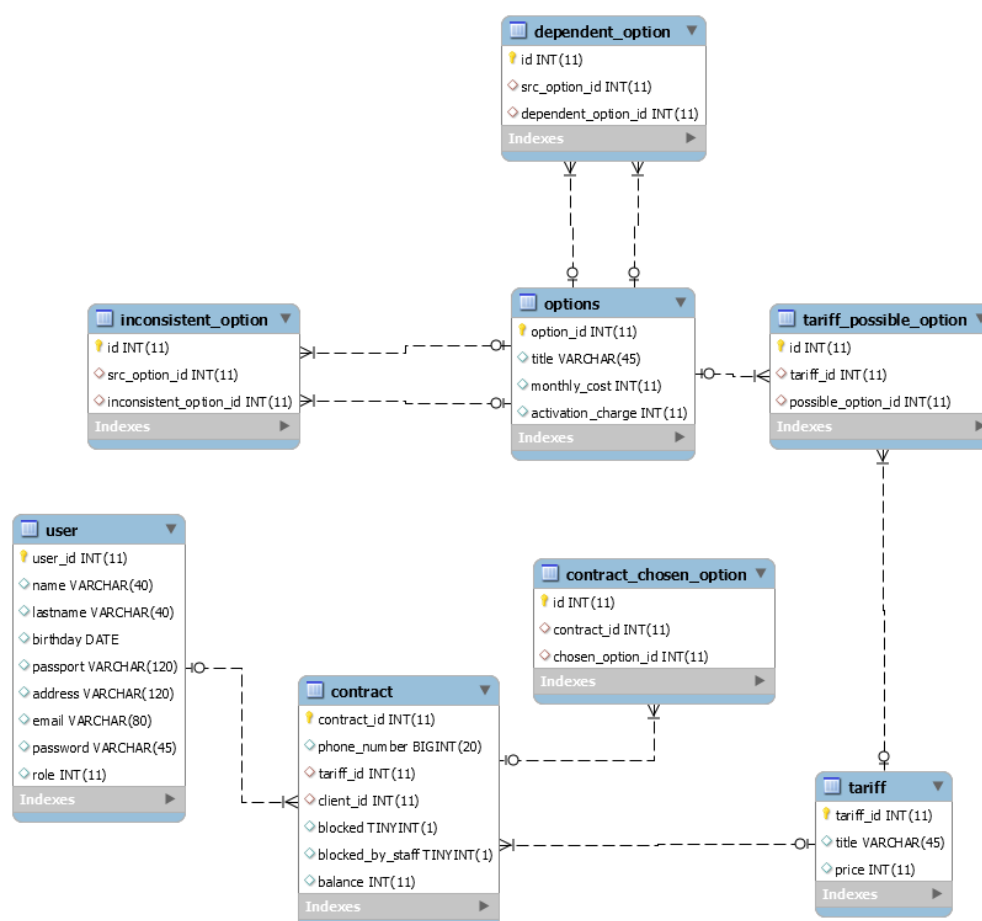 dependent_option
id INT(11)
src_option_id INT(11)
dependent_option_id INT(11)
Indexes
inconsistent_option
id INT(11)
src_option_id INT(11)
inconsistent_option_id INT(11)
Indexes
options
option_id INT(11)
title VARCHAR(45)
monthly_cost INT(11)
activation_charge INT(11)
Indexes
tariff_possible_option
id INT(11)
tariff_id INT(11)
possible_option_id INT(11)
Indexes
user
user_id INT(11)
name VARCHAR(40)
lastname VARCHAR(40)
birthday DATE
passport VARCHAR(120)
address VARCHAR(120)
email VARCHAR(80)
password VARCHAR(45)
role INT(11)
Indexes
contract
contract_id INT(11)
phone_number BIGINT(20)
tariff_id INT(11)
client_id INT(11)
blocked TINYINT(1)
blocked_by_staff TINYINT(1)
balance INT(11)
Indexes
contract_chosen_option
id INT(11)
contract_id INT(11)
chosen_option_id INT(11)
Indexes
tariff
tariff_id INT(11)
title VARCHAR(45)
price INT(11)
Indexes